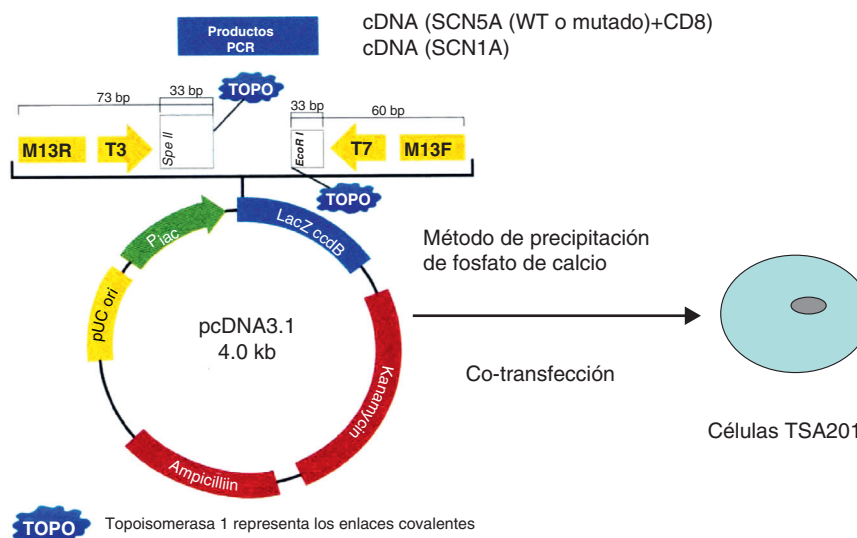 Productos
PCR
cDNA (SCN5A (WT o mutado)+CD8)
cDNA (SCN1A)
73 bp
33 bp
TOPO
33 bp
60 bp
M13R
T3
Spe II
EcoR I
T7
M13F
TOPO
Plac
LacZ ccdB
pUC ori
pcDNA3.1
4.0 kb
Kanamycin
Ampicilliin
Método de precipitación
de fosfato de calcio
Co-transfección
Células TSA201
TOPO
Topoisomerasa 1 representa los enlaces covalentes